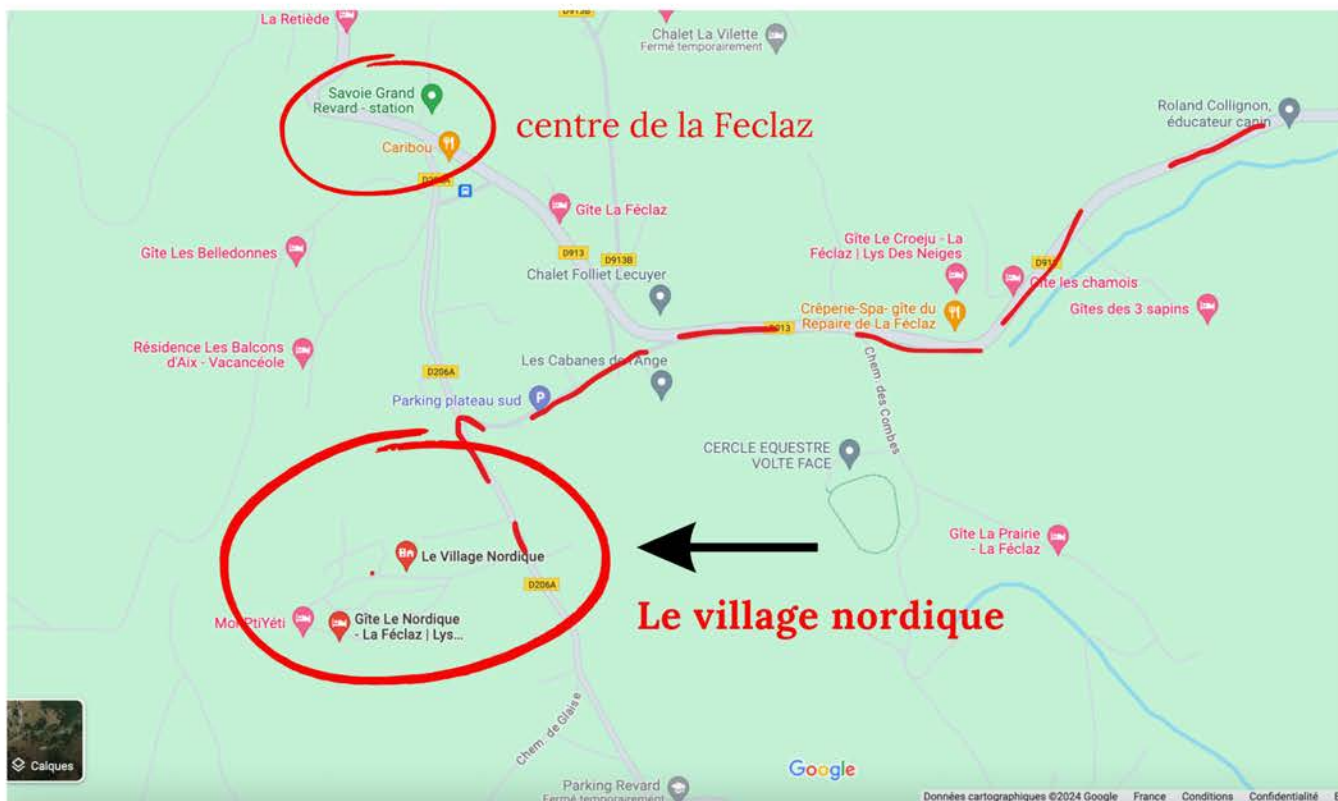 D913B
La Retiède
Chalet La Vilette
Fermé temporairement
Savoie Grand
Revard - station
centre de la Feclaz
Roland Collignon,
éducateur canin
Caribou
Gîte La Féclaz
Gîte Les Belledonnes
Gîte Le Croeju - La
Féclaz | Lys Des Neiges
D913
D913B
Chalet Folliet Lecuyer
Gîte les chamois
Gîtes des 3 sapins
Crêperie-Spa- gîte du
Repaire de La Féclaz
D913
Résidence Les Balcons
d'Aix - Vacancéole
Les Cabanes de l'Ange
D206A
Chem. des Combes
Parking plateau sud
P
CERCLE EQUESTRE
VOLTE FACE
Gîte La Prairie
- La Féclaz
Le Village Nordique
D206A
Le village nordique
Gîte Le Nordique
- La Féclaz | Lys...
Chem. de Glaise
Calques
Google
Parking Revard
Fermé temporairement
Données cartographiques ©2024 Google France Conditions Confidentialité